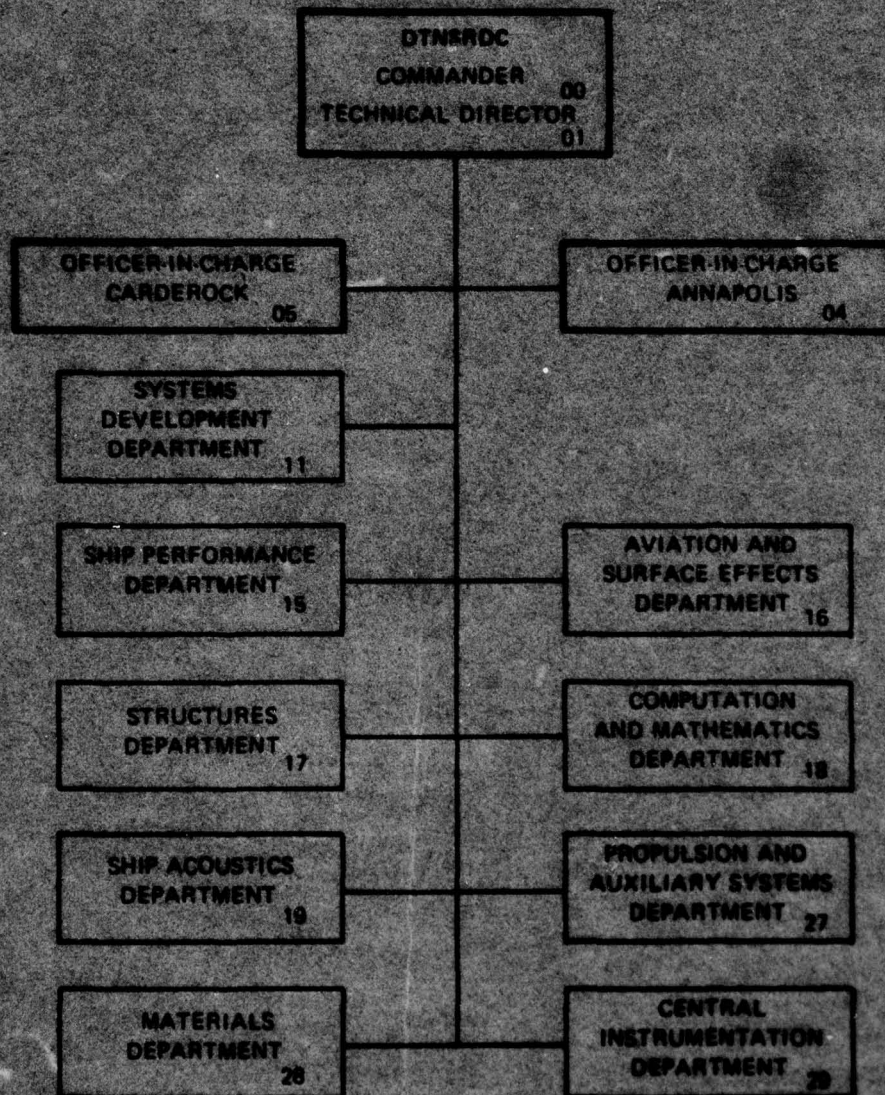 DTNSRDC
COMMANDER
00
TECHNICAL DIRECTOR
01
OFFICER-IN-CHARGE
CARDEROCK
05
OFFICER-IN-CHARGE
ANNAPOLIS
04
SYSTEMS
DEVELOPMENT
DEPARTMENT
11
SHIP PERFORMANCE
DEPARTMENT
15
AVIATION AND
SURFACE EFFECTS
DEPARTMENT
16
STRUCTURES
DEPARTMENT
17
COMPUTATION
AND MATHEMATICS
DEPARTMENT
18
SHIP ACOUSTICS
DEPARTMENT
19
PROPULSION AND
AUXILIARY SYSTEMS
DEPARTMENT
27
MATERIALS
DEPARTMENT
28
CENTRAL
INSTRUMENTATION
DEPARTMENT
29